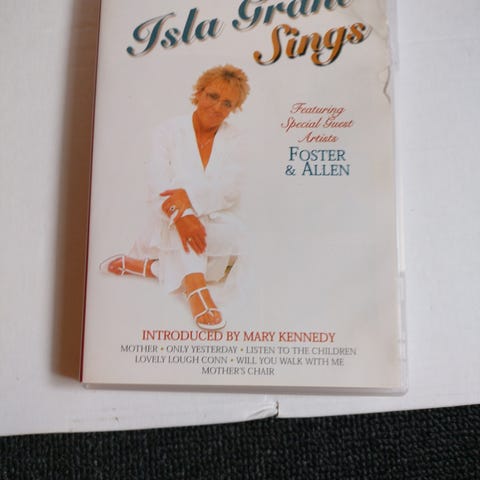 Isla Grant
Sings
Featuring
Special Guest
Artists
FOSTER
& ALLEN
INTRODUCED BY MARY KENNEDY
MOTHER • ONLY YESTERDAY • LISTEN TO THE CHILDREN
LOVELY LOUGH CONN • WILL YOU WALK WITH ME
MOTHER'S CHAIR